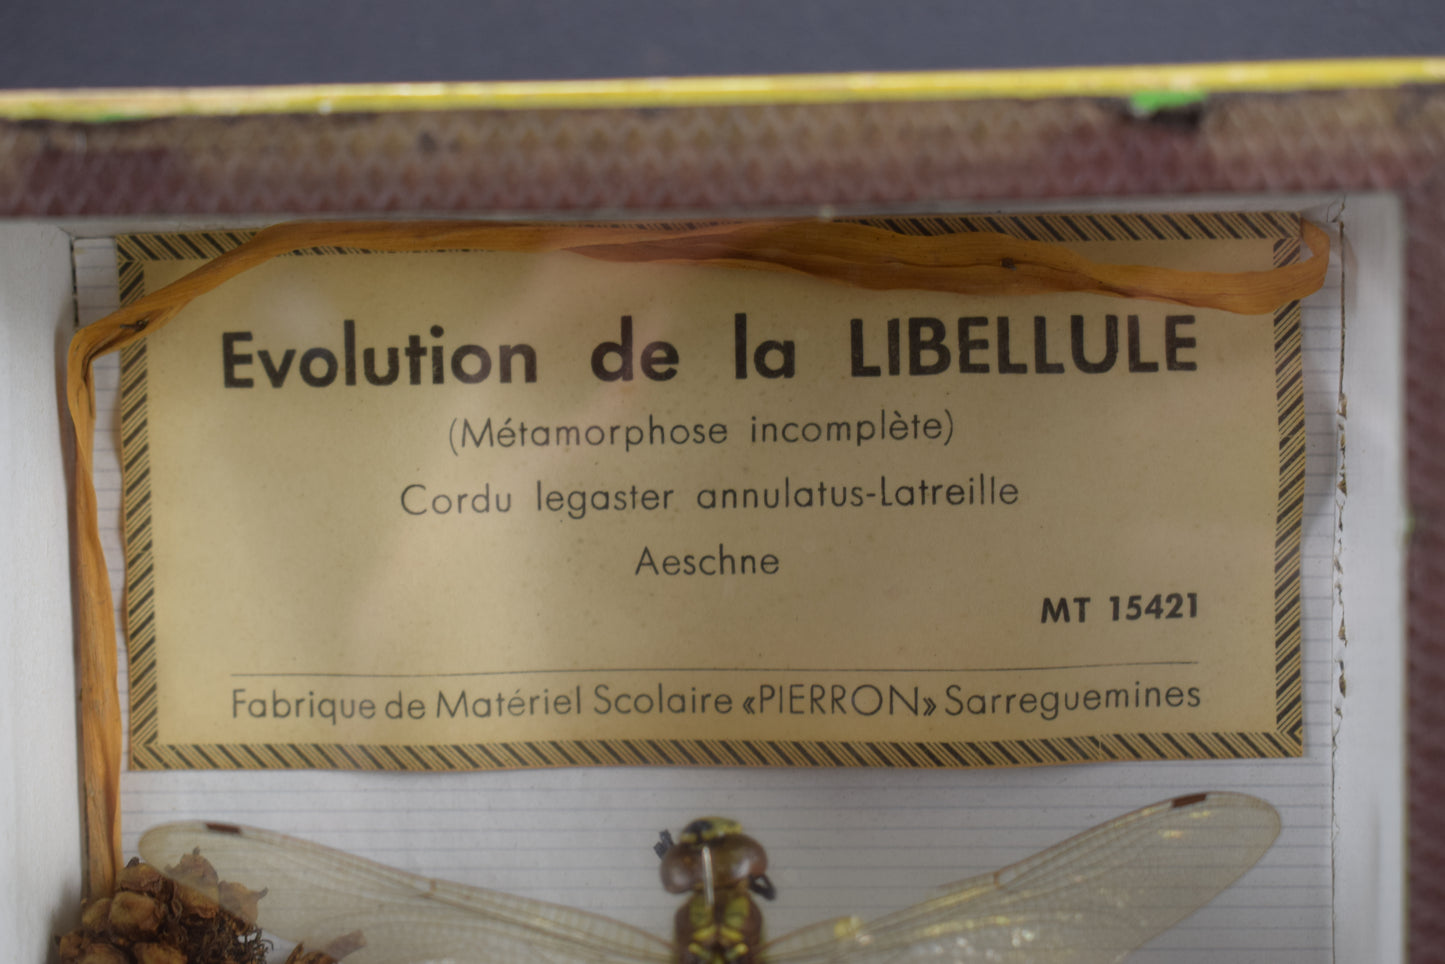 Evolution de la LIBELLULE
(Métamorphose incomplète)
Cordu legaster annulatus-Latreille
Aeschne
MT 15421
Fabrique de Matériel Scolaire «PIERRON» Sarreguemines